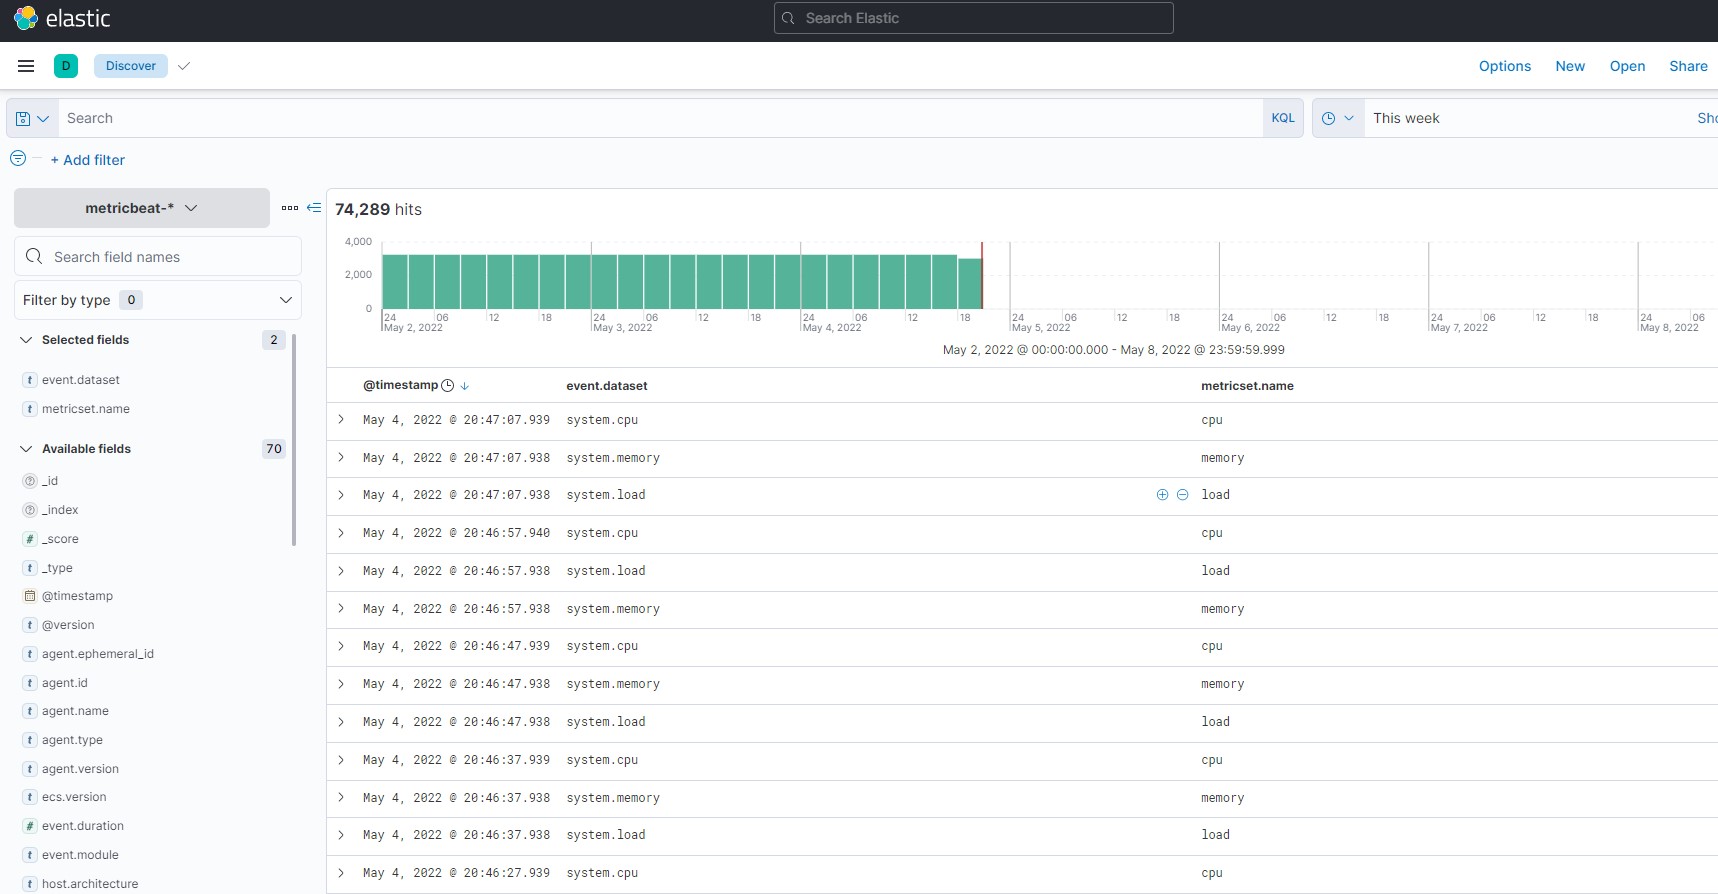 elastic
Search Elastic
D Discover
Options New Open Share
Search KQL This week Sho
+ Add filter
metricbeat-*
74,289 hits
Search field names
Filter by type 0
4,000
2,000
0
24 06 12 18 24 06 12 18 24 06 12 18 24 06 12 18 24 06 12 18 24 06 12 18 24 06
May 2, 2022 May 3, 2022 May 4, 2022 May 5, 2022 May 6, 2022 May 7, 2022 May 8, 2022
May 2, 2022 @ 00:00:00.000 - May 8, 2022 @ 23:59:59.999
Selected fields 2
t event.dataset
t metricset.name
Available fields 70
? _id
? _index
# _score
t _type
@timestamp
t @version
t agent.ephemeral_id
t agent.id
t agent.name
t agent.type
t agent.version
t ecs.version
# event.duration
t event.module
t host.architecture
@timestamp event.dataset metricset.name
May 4, 2022 @ 20:47:07.939 system.cpu cpu
May 4, 2022 @ 20:47:07.938 system.memory memory
May 4, 2022 @ 20:47:07.938 system.load load
May 4, 2022 @ 20:46:57.940 system.cpu cpu
May 4, 2022 @ 20:46:57.938 system.load load
May 4, 2022 @ 20:46:57.938 system.memory memory
May 4, 2022 @ 20:46:47.939 system.cpu cpu
May 4, 2022 @ 20:46:47.938 system.memory memory
May 4, 2022 @ 20:46:47.938 system.load load
May 4, 2022 @ 20:46:37.939 system.cpu cpu
May 4, 2022 @ 20:46:37.938 system.memory memory
May 4, 2022 @ 20:46:37.938 system.load load
May 4, 2022 @ 20:46:27.939 system.cpu cpu